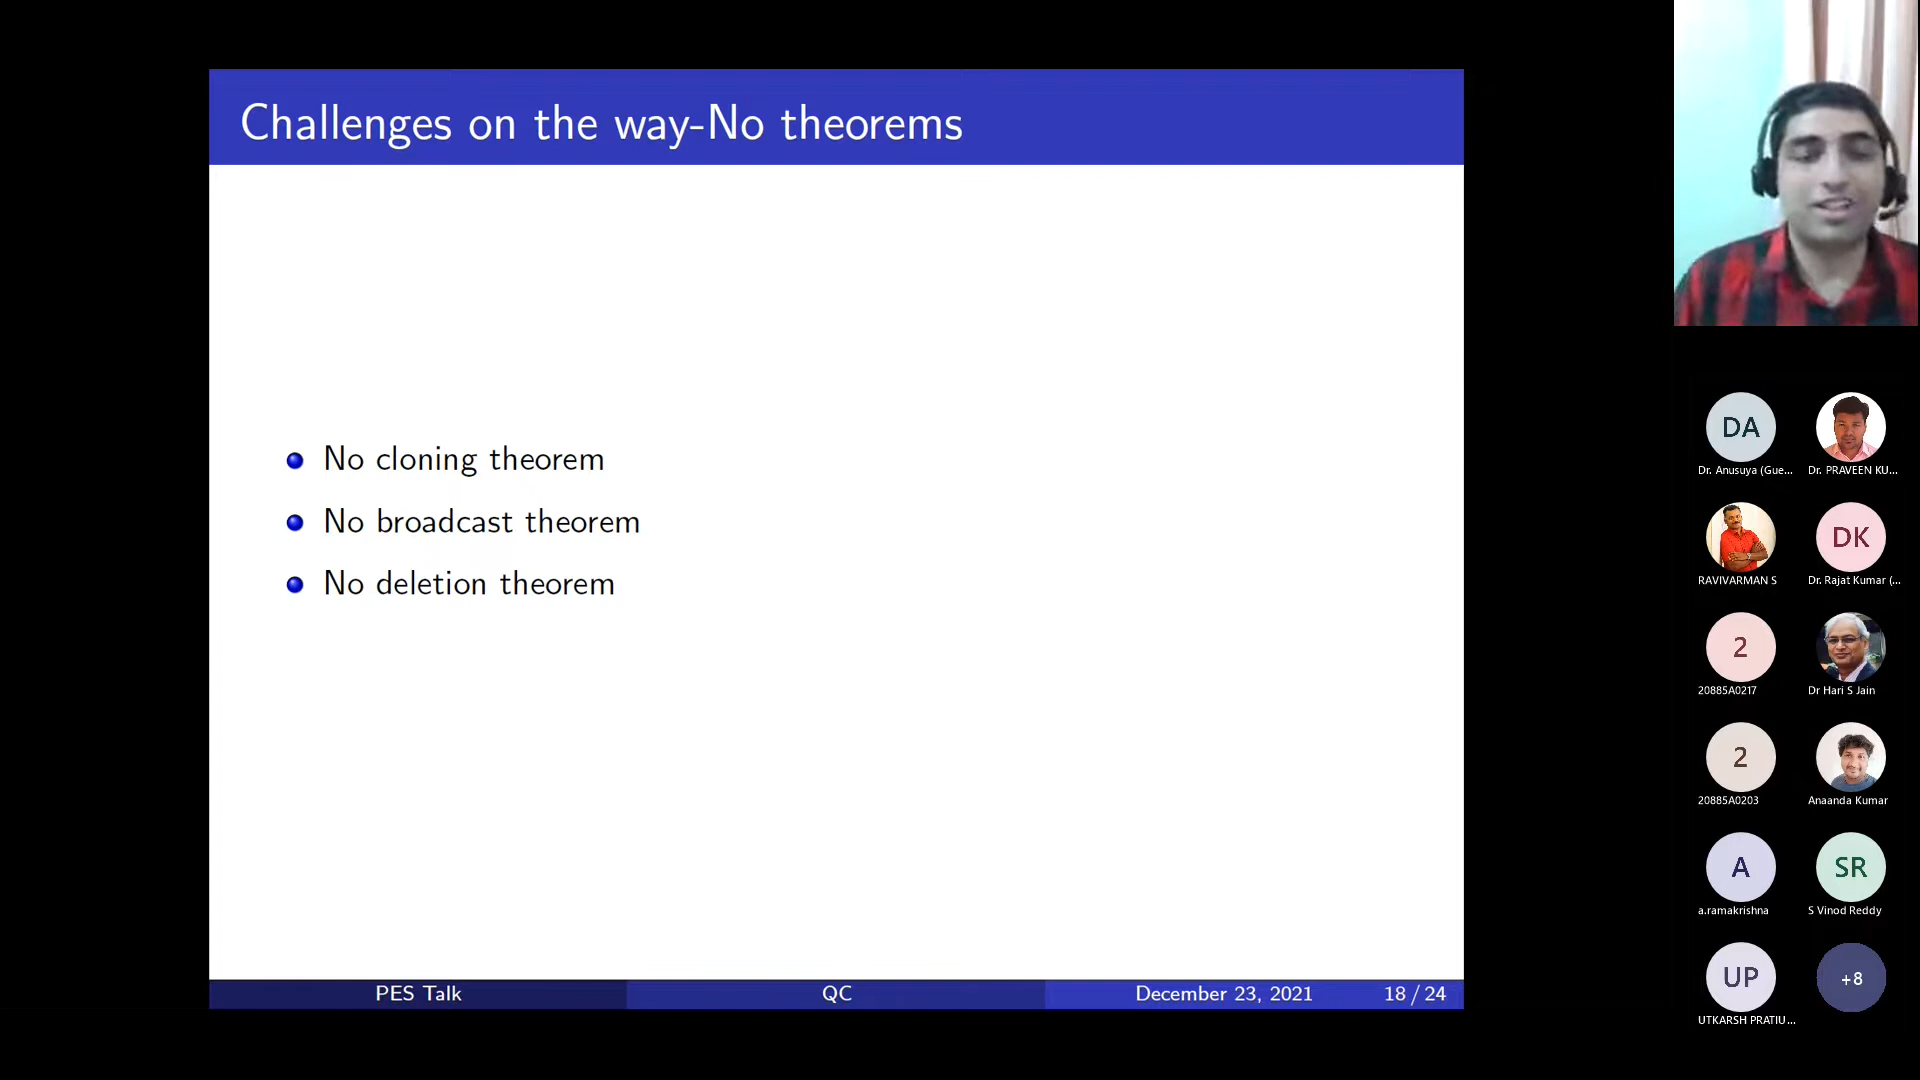 Challenges on the way-No theorems
No cloning theorem
No broadcast theorem
No deletion theorem
PES Talk
QC
December 23, 2021
18 / 24
DA
Dr. Anusuya (Gue...
Dr. PRAVEEN KU...
RAVIVARMAN S
DK
Dr. Rajat Kumar (...
2
20885A0217
Dr Hari S Jain
2
20885A0203
Anaanda Kumar
A
a.ramakrishna
SR
S Vinod Reddy
UP
UTKARSH PRATIU...
+8